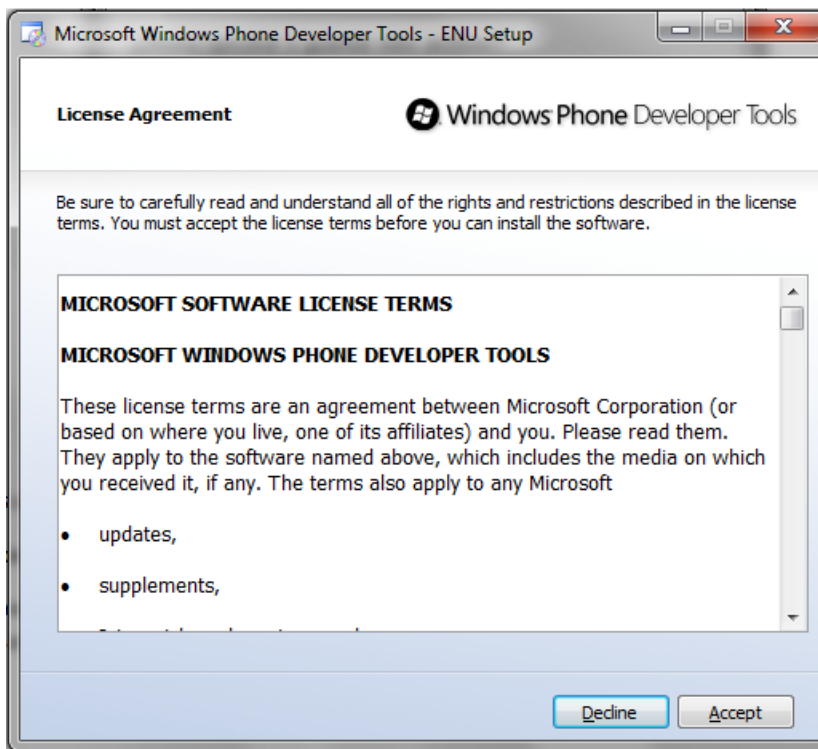 Microsoft Windows Phone Developer Tools - ENU Setup
License Agreement
Windows Phone Developer Tools
Be sure to carefully read and understand all of the rights and restrictions described in the license
terms. You must accept the license terms before you can install the software.
MICROSOFT SOFTWARE LICENSE TERMS
MICROSOFT WINDOWS PHONE DEVELOPER TOOLS
These license terms are an agreement between Microsoft Corporation (or
based on where you live, one of its affiliates) and you. Please read them.
They apply to the software named above, which includes the media on which
you received it, if any. The terms also apply to any Microsoft
• updates,
• supplements,
Decline
Accept